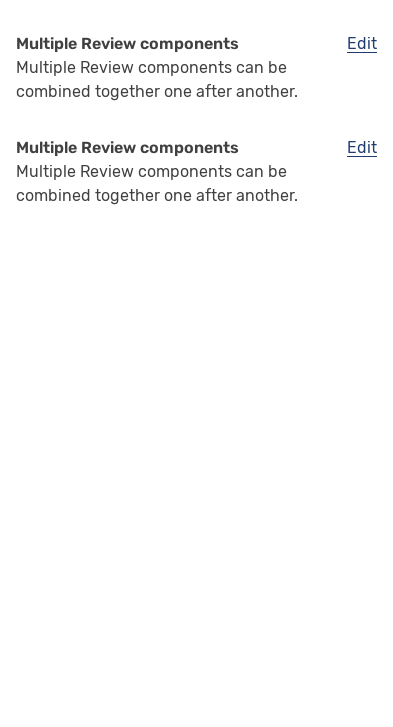 Multiple Review components Edit
Multiple Review components can be
combined together one after another.
Multiple Review components Edit
Multiple Review components can be
combined together one after another.